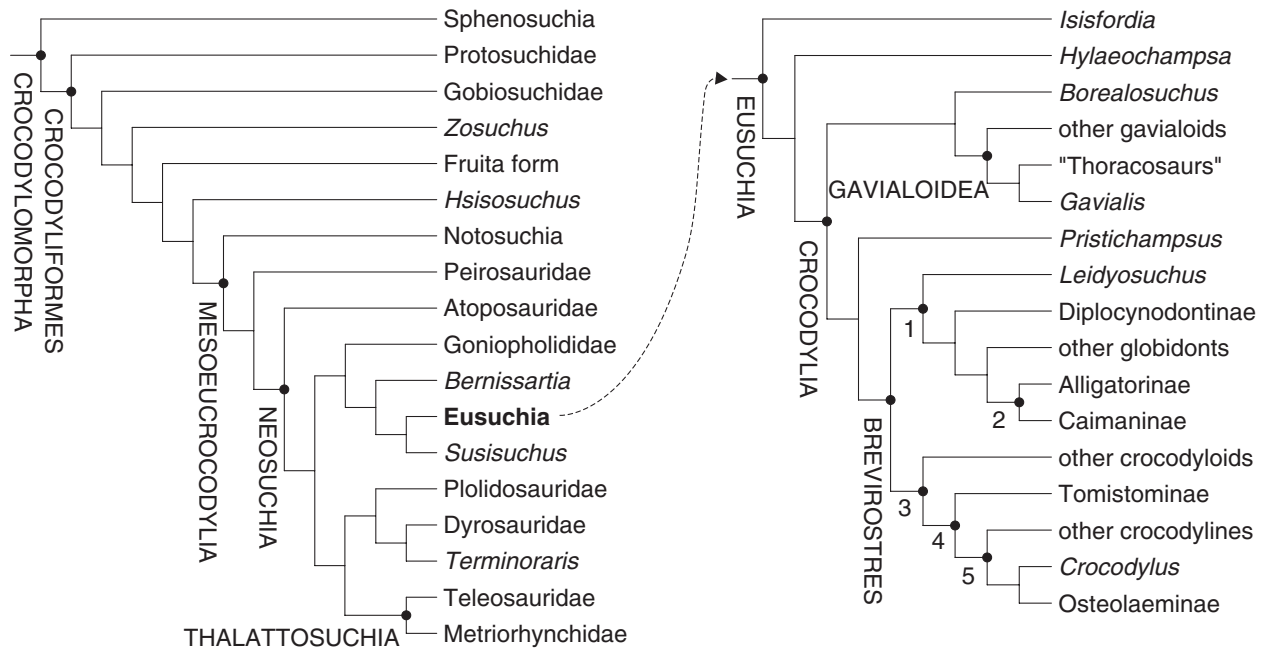 Sphenosuchia
Protosuchidae
Gobiosuchidae
Zosuchus
Fruita form
Hsisosuchus
Notosuchia
Peirosauridae
Atoposauridae
Goniopholididae
Bernissartia
Eusuchia
Susisuchus
Plolidosauridae
Dyrosauridae
Terminoraris
Teleosauridae
Metriorhynchidae
CROCODYLOMORPHA
CROCODYLIFORMES
MESOEUCROCODYLIA
NEOSUCHIA
THALATTOSUCHIA
Isisfordia
Hylaeochampsa
Borealosuchus
other gavialoids
"Thoracosaurs"
Gavialis
Pristichampsus
Leidyosuchus
Diplocynodontinae
other globidonts
Alligatorinae
Caimaninae
other crocodyloids
Tomistominae
other crocodylines
Crocodylus
Osteolaeminae
EUSUCHIA
GAVIALOIDEA
CROCODYLIA
BREVIROSTRES
1
2
3
4
5